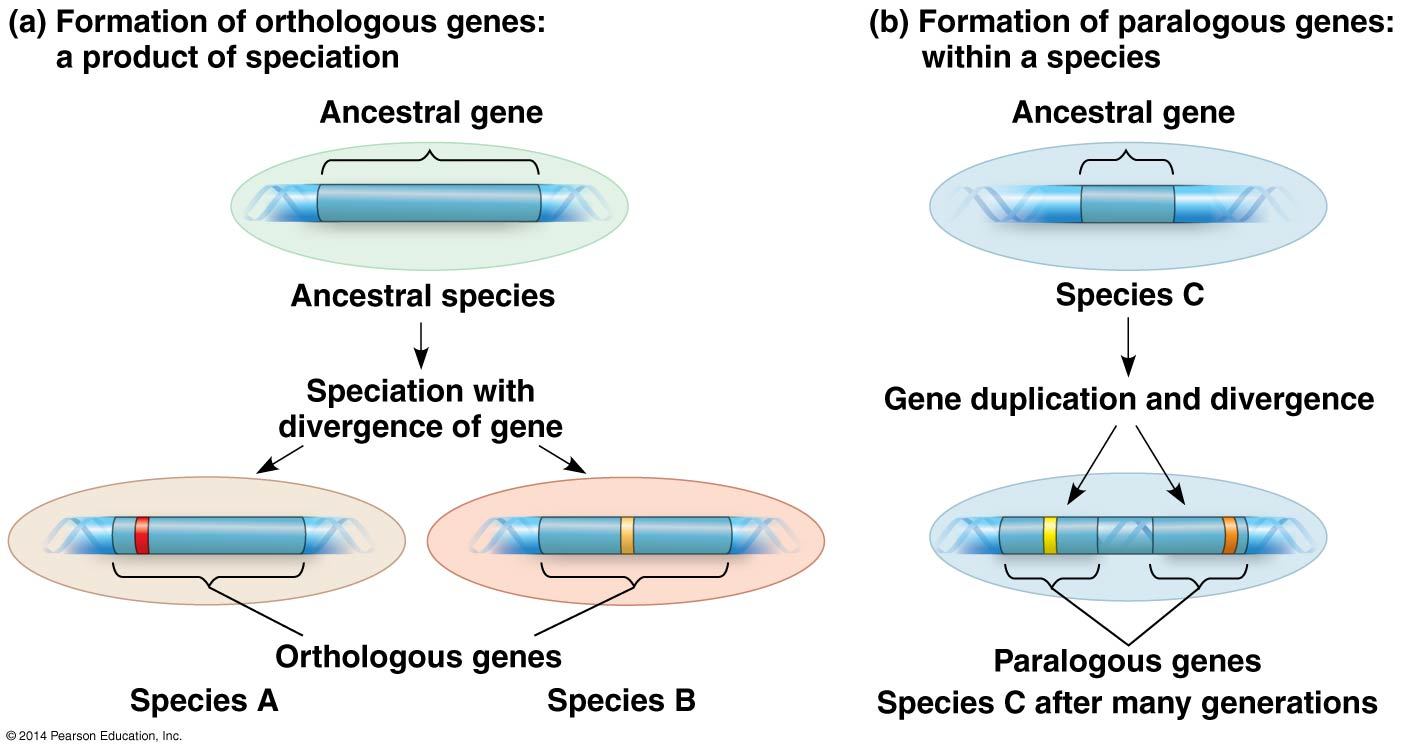 (a) Formation of orthologous genes:
a product of speciation
Ancestral gene
Ancestral species
Speciation with
divergence of gene
Orthologous genes
Species A
Species B
(b) Formation of paralogous genes:
within a species
Ancestral gene
Species C
Gene duplication and divergence
Paralogous genes
Species C after many generations
© 2014 Pearson Education, Inc.